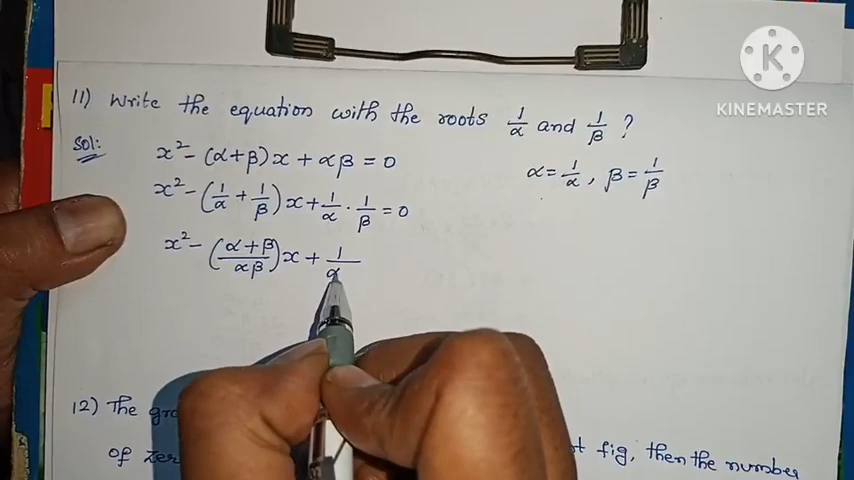 K
KINEMASTER
11) Write the equation with the roots 1/α and 1/β ?
Sol:
x² - (α+β)x + αβ = 0
α = 1/α, β = 1/β
x² - (1/α + 1/β)x + 1/α · 1/β = 0
x² - (α+β/αβ)x + 1/α
12) The
fig, then the number
of